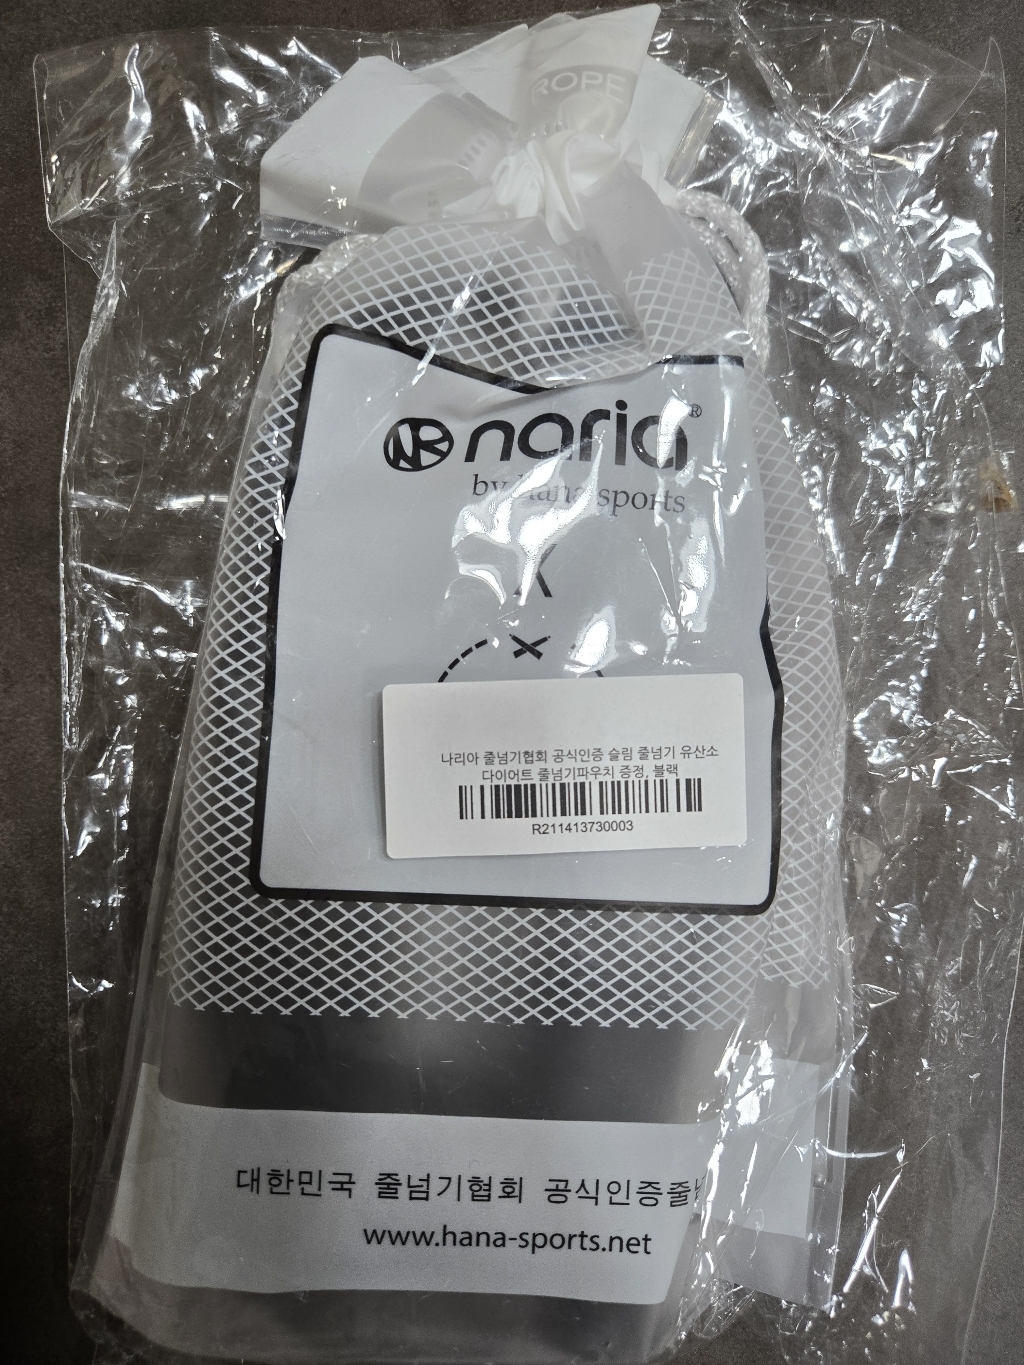 ROPE
NR naria®
by hana sports
나리아 줄넘기협회 공식인증 슬림 줄넘기 유산소
다이어트 줄넘기파우치 증정, 블랙
R211413730003
대한민국 줄넘기협회 공식인증줄넘
www.hana-sports.net